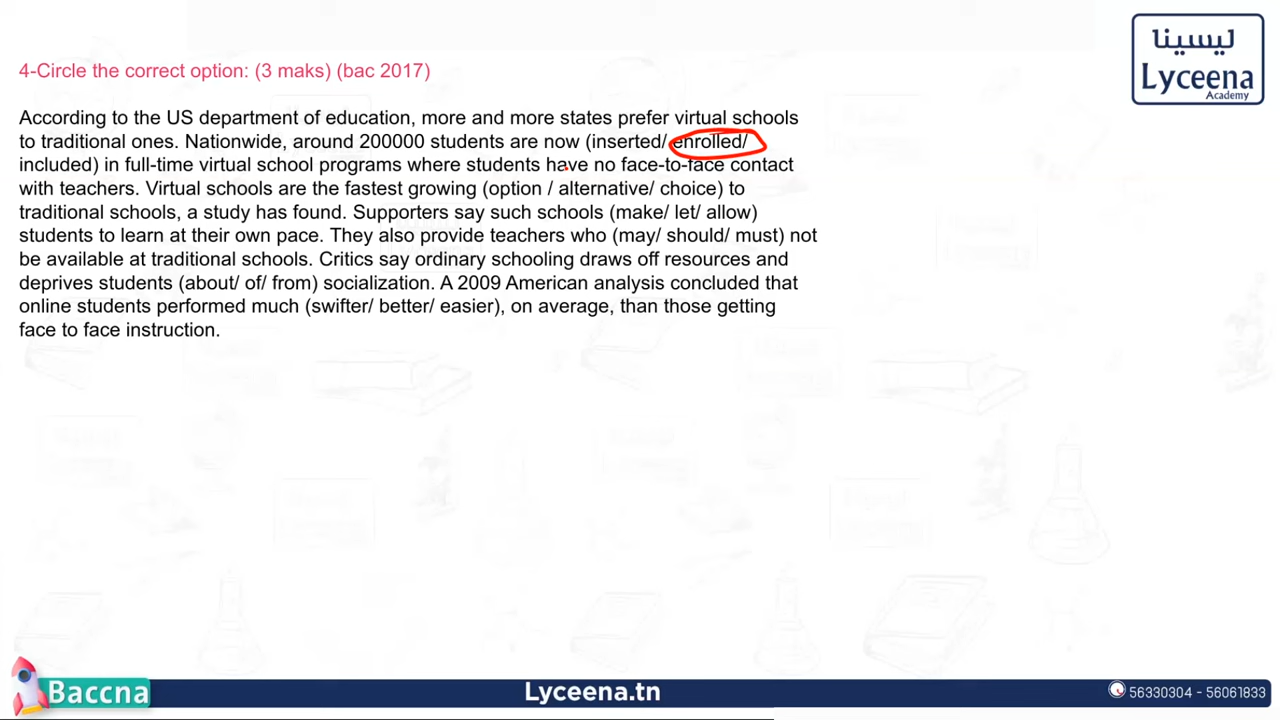 ليسينا
Lyceena
Academy
4-Circle the correct option: (3 maks) (bac 2017)
According to the US department of education, more and more states prefer virtual schools
to traditional ones. Nationwide, around 200000 students are now (inserted/ enrolled/
included) in full-time virtual school programs where students have no face-to-face contact
with teachers. Virtual schools are the fastest growing (option / alternative/ choice) to
traditional schools, a study has found. Supporters say such schools (make/ let/ allow)
students to learn at their own pace. They also provide teachers who (may/ should/ must) not
be available at traditional schools. Critics say ordinary schooling draws off resources and
deprives students (about/ of/ from) socialization. A 2009 American analysis concluded that
online students performed much (swifter/ better/ easier), on average, than those getting
face to face instruction.
Baccna
Lyceena.tn
56330304 - 56061833